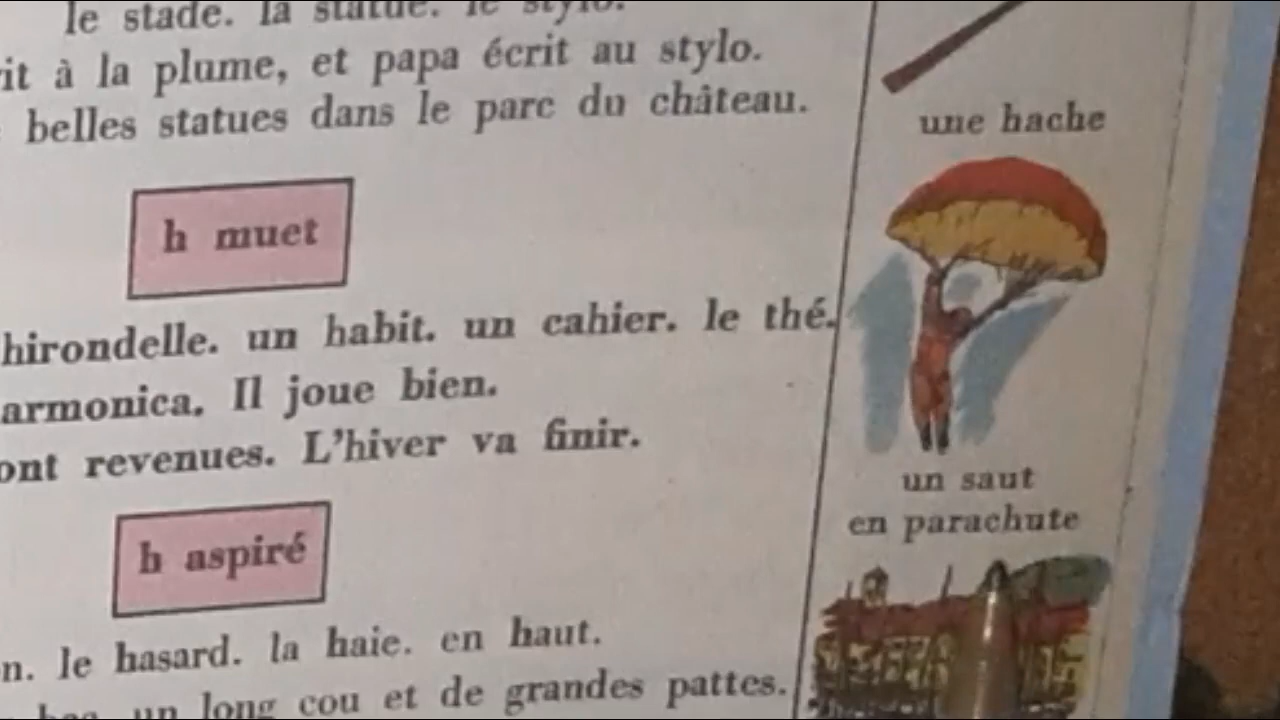 le stade. la statue. le stylo.
à la plume, et papa écrit au stylo.
belles statues dans le parc du château.
h muet
hirondelle. un habit. un cahier. le thé.
armonica. Il joue bien.
ont revenues. L'hiver va finir.
h aspiré
n. le hasard. la haie. en haut.
un long cou et de grandes pattes.
une hache
un saut
en parachute